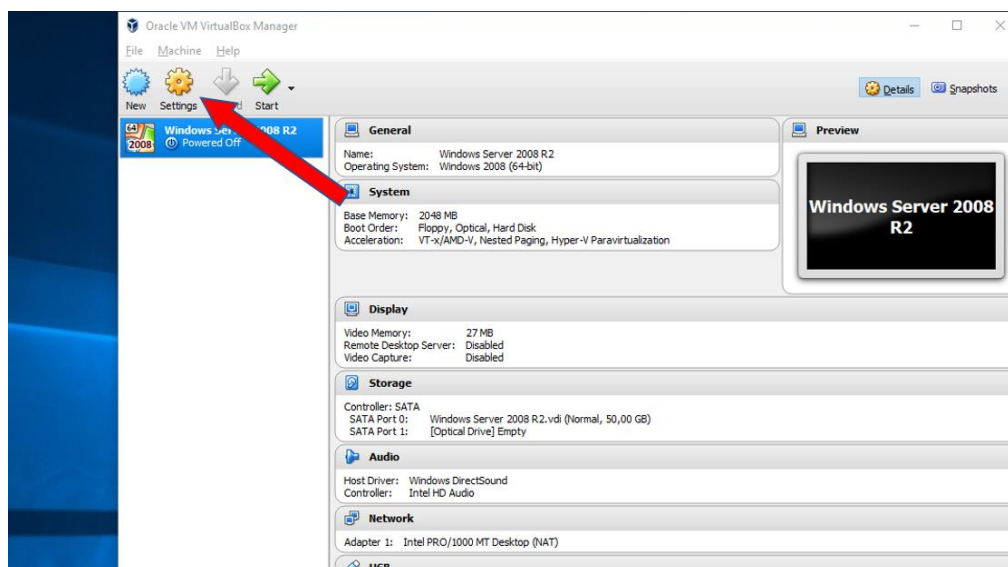 Oracle VM VirtualBox Manager
File Machine Help
New Settings Start
Details Snapshots
64
2008
Windows Server 2008 R2
Powered Off
General
Name: Windows Server 2008 R2
Operating System: Windows 2008 (64-bit)
System
Base Memory: 2048 MB
Boot Order: Floppy, Optical, Hard Disk
Acceleration: VT-x/AMD-V, Nested Paging, Hyper-V Paravirtualization
Preview
Windows Server 2008
R2
Display
Video Memory: 27 MB
Remote Desktop Server: Disabled
Video Capture: Disabled
Storage
Controller: SATA
SATA Port 0: Windows Server 2008 R2.vdi (Normal, 50,00 GB)
SATA Port 1: [Optical Drive] Empty
Audio
Host Driver: Windows DirectSound
Controller: Intel HD Audio
Network
Adapter 1: Intel PRO/1000 MT Desktop (NAT)
USB